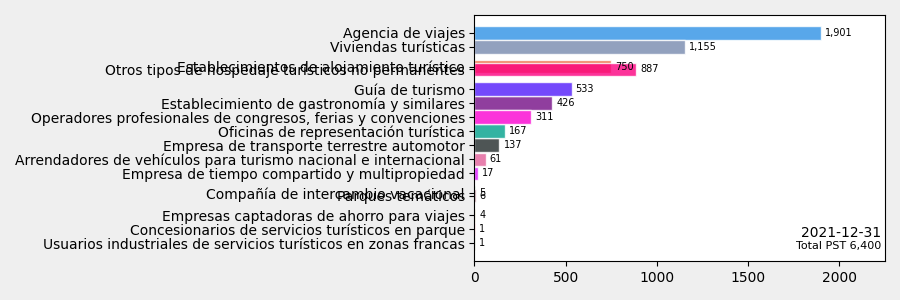 Agencia de viajes 1,901
Viviendas turísticas 1,155
Establecimientos de alojamiento turístico 750
Otros tipos de hospedaje turísticos no permanentes 887
Guía de turismo 533
Establecimiento de gastronomía y similares 426
Operadores profesionales de congresos, ferias y convenciones 311
Oficinas de representación turística 167
Empresa de transporte terrestre automotor 137
Arrendadores de vehículos para turismo nacional e internacional 61
Empresa de tiempo compartido y multipropiedad 17
Compañía de intercambio vacacional 5
Parques temáticos 6
Empresas captadoras de ahorro para viajes 4
Concesionarios de servicios turísticos en parque 1
Usuarios industriales de servicios turísticos en zonas francas 1
2021-12-31
Total PST 6,400
0 500 1000 1500 2000